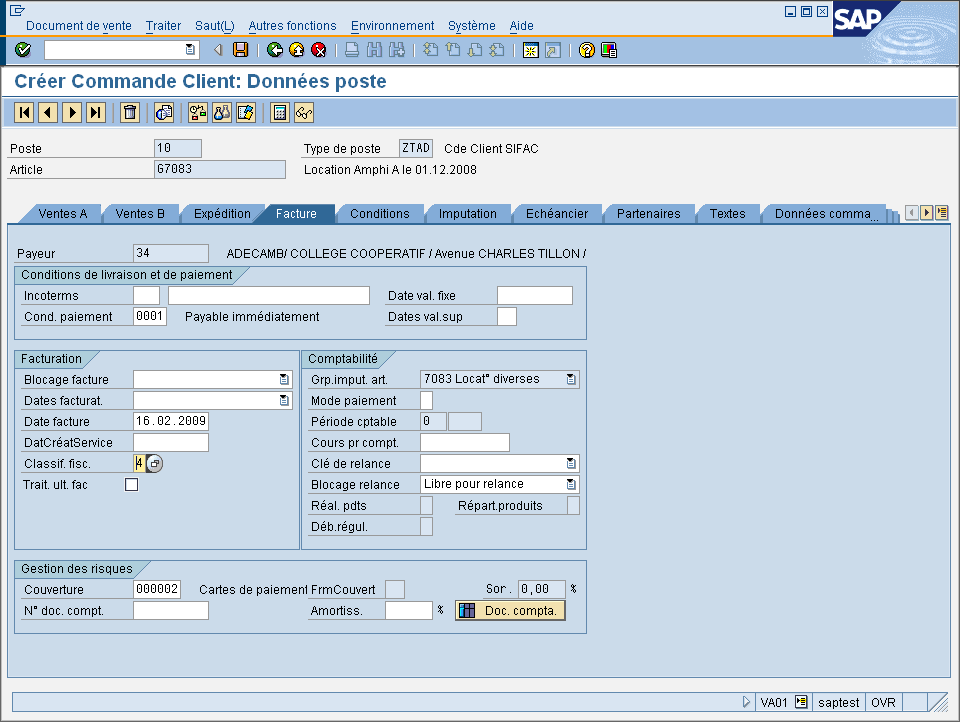 Document de vente Traiter Saut(L) Autres fonctions Environnement Système Aide
SAP
Créer Commande Client: Données poste
Poste 10 Type de poste ZTAD Cde Client SIFAC
Article G7083 Location Amphi A le 01.12.2008
Ventes A Ventes B Expédition Facture Conditions Imputation Echéancier Partenaires Textes Données comma...
Payeur 34 ADECAMB/ COLLEGE COOPERATIF / Avenue CHARLES TILLON /
Conditions de livraison et de paiement
Incoterms Date val. fixe
Cond. paiement 0001 Payable immédiatement Dates val.sup
Facturation Comptabilité
Blocage facture Grp.imput. art. 7083 Locat° diverses
Dates facturat. Mode paiement
Date facture 16.02.2009 Période cptable 0
DatCréatService Cours pr compt.
Classif. fisc. 4 Clé de relance
Trait. ult. fac Blocage relance Libre pour relance
Réal. pdts Répart.produits
Déb.régul.
Gestion des risques
Couverture 000002 Cartes de paiement FrmCouvert Sor. 0,00 %
N° doc. compt. Amortiss. % Doc. compta.
VA01 saptest OVR